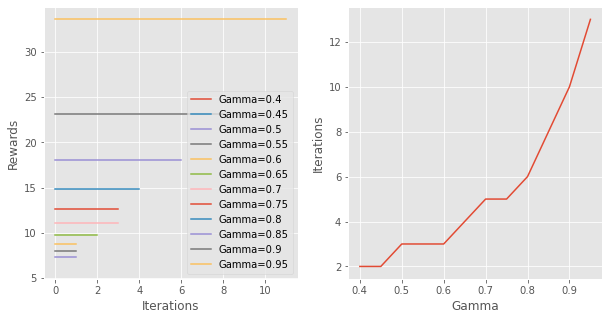 Rewards
30
25
20
15
10
5
0
2
4
6
8
10
Iterations
Gamma=0.4
Gamma=0.45
Gamma=0.5
Gamma=0.55
Gamma=0.6
Gamma=0.65
Gamma=0.7
Gamma=0.75
Gamma=0.8
Gamma=0.85
Gamma=0.9
Gamma=0.95
Iterations
12
10
8
6
4
2
0.4
0.5
0.6
0.7
0.8
0.9
Gamma